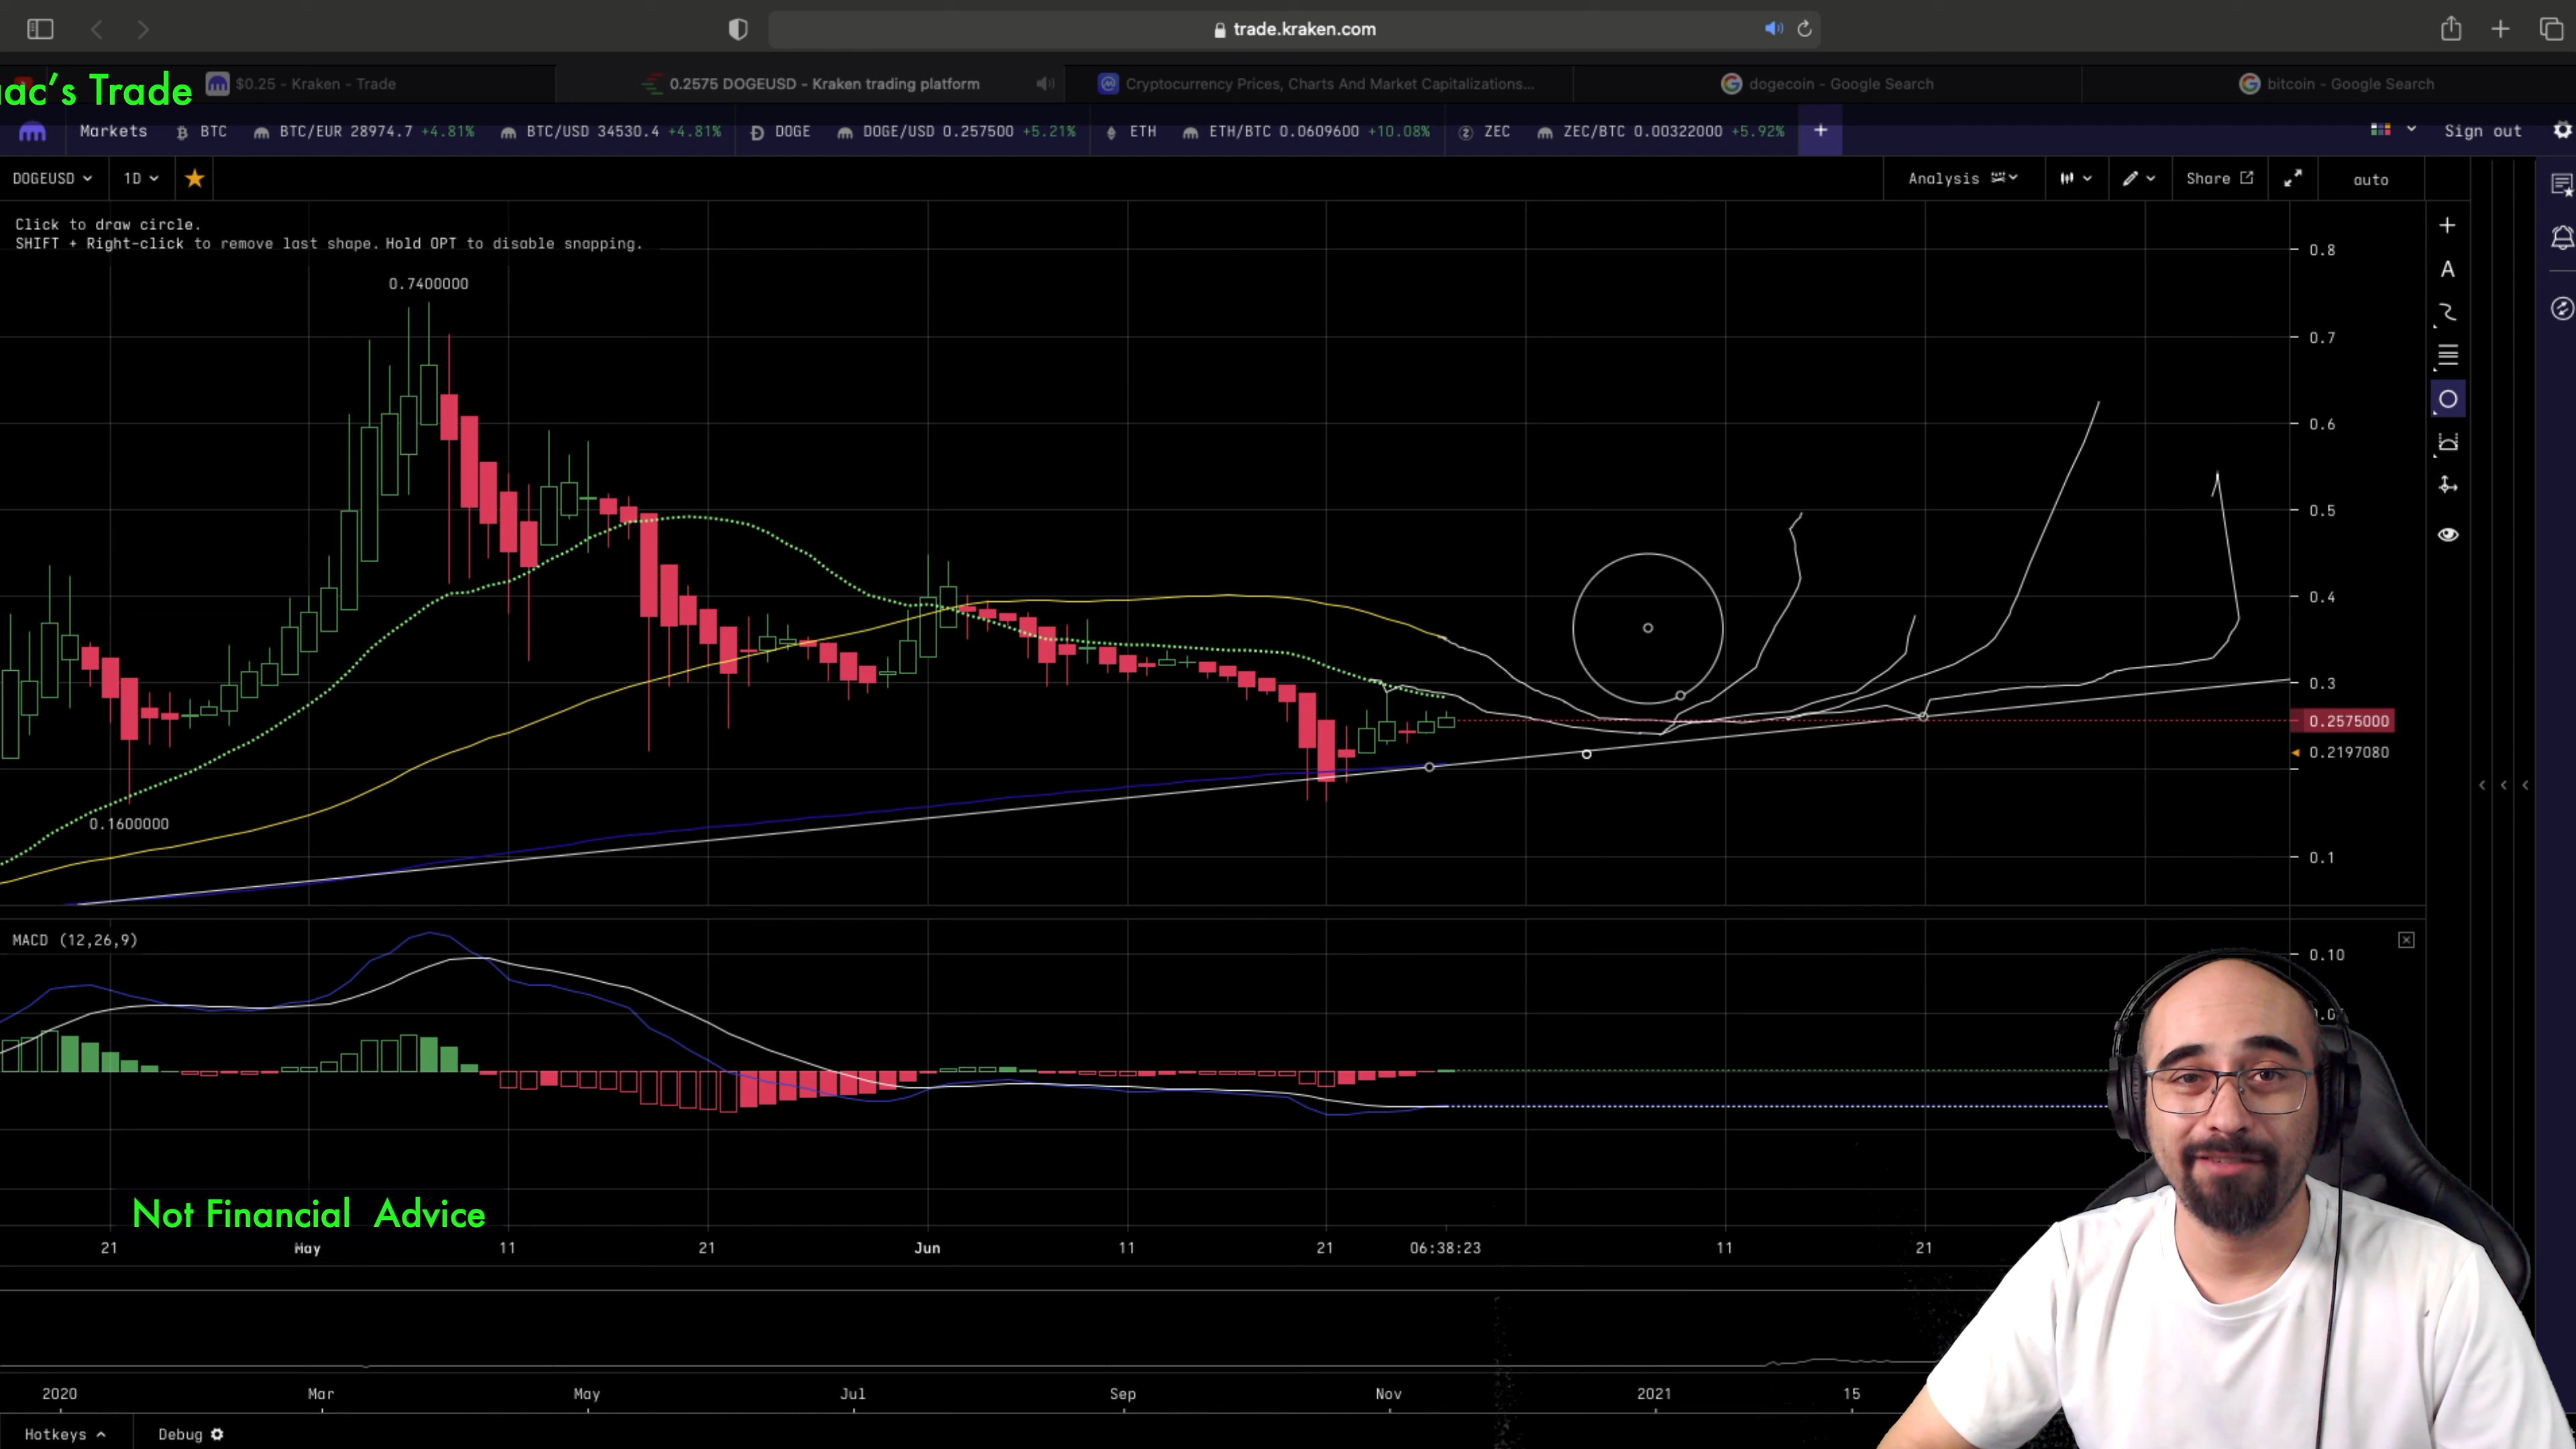 trade.kraken.com
aac's Trade
$0.25 - Kraken - Trade
0.2575 DOGEUSD - Kraken trading platform
Cryptocurrency Prices, Charts And Market Capitalizations...
dogecoin - Google Search
bitcoin - Google Search
Markets BTC BTC/EUR 28974.7 +4.81% BTC/USD 34530.4 +4.81% DOGE DOGE/USD 0.257500 +5.21% ETH ETH/BTC 0.0609600 +10.08% ZEC ZEC/BTC 0.00322000 +5.92% + Sign out
DOGEUSD 1D Analysis Share auto
Click to draw circle.
SHIFT + Right-click to remove last shape. Hold OPT to disable snapping.
0.7400000
0.1600000
0.8
0.7
0.6
0.5
0.4
0.3
0.2575000
0.2197080
0.1
A
MACD (12,26,9)
0.10
Not Financial Advice
21 May 11 21 Jun 11 21 06:38:23 11 21
2020 Mar May Jul Sep Nov 2021 15
Hotkeys Debug